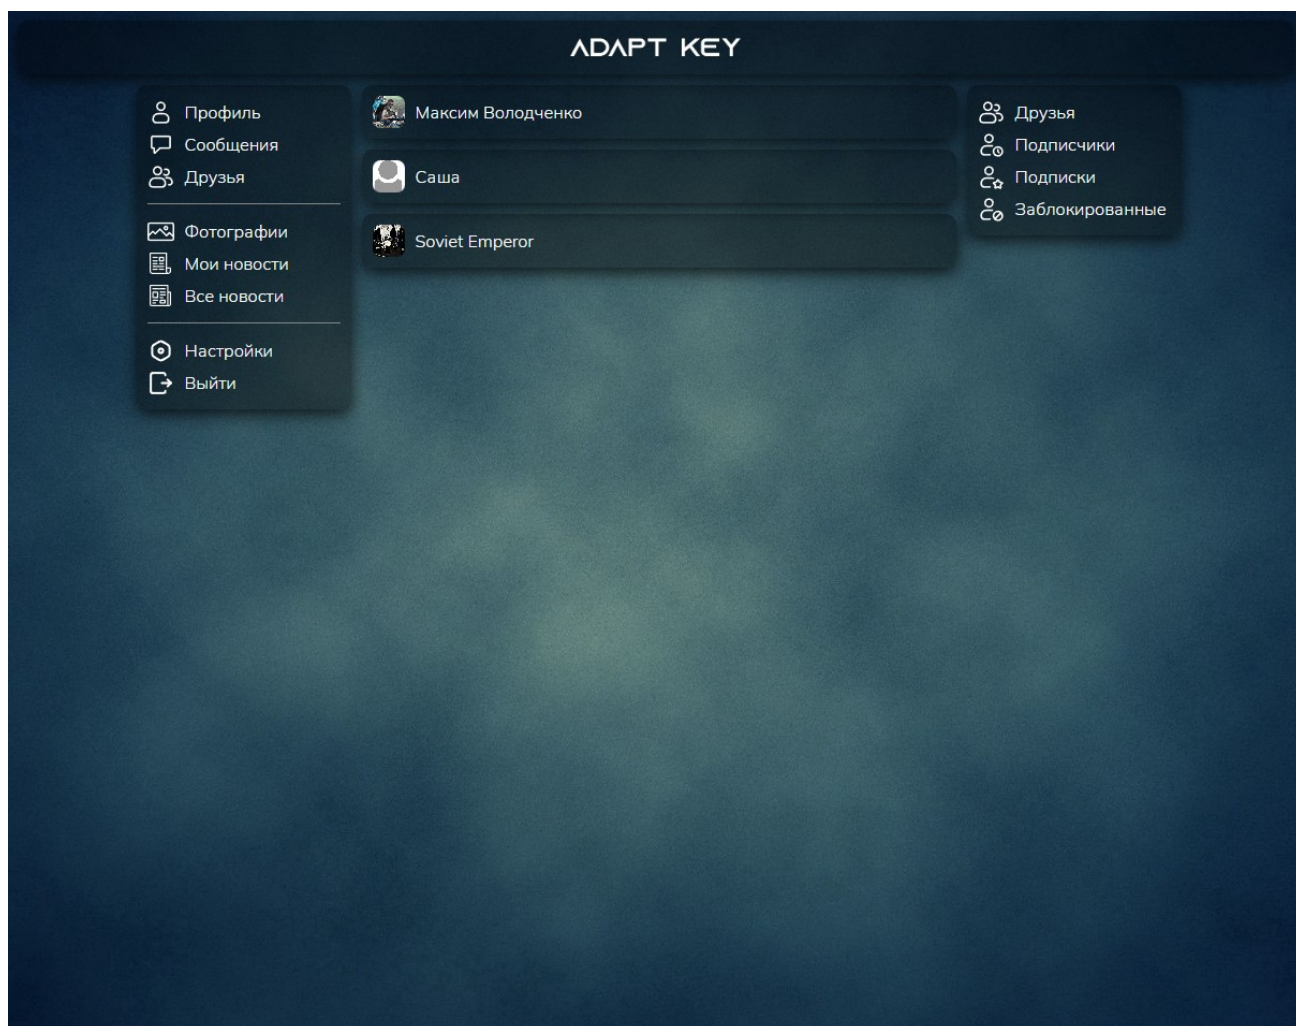 ADAPT KEY
Профиль
Сообщения
Друзья
Фотографии
Мои новости
Все новости
Настройки
Выйти
Максим Володченко
Саша
Soviet Emperor
Друзья
Подписчики
Подписки
Заблокированные